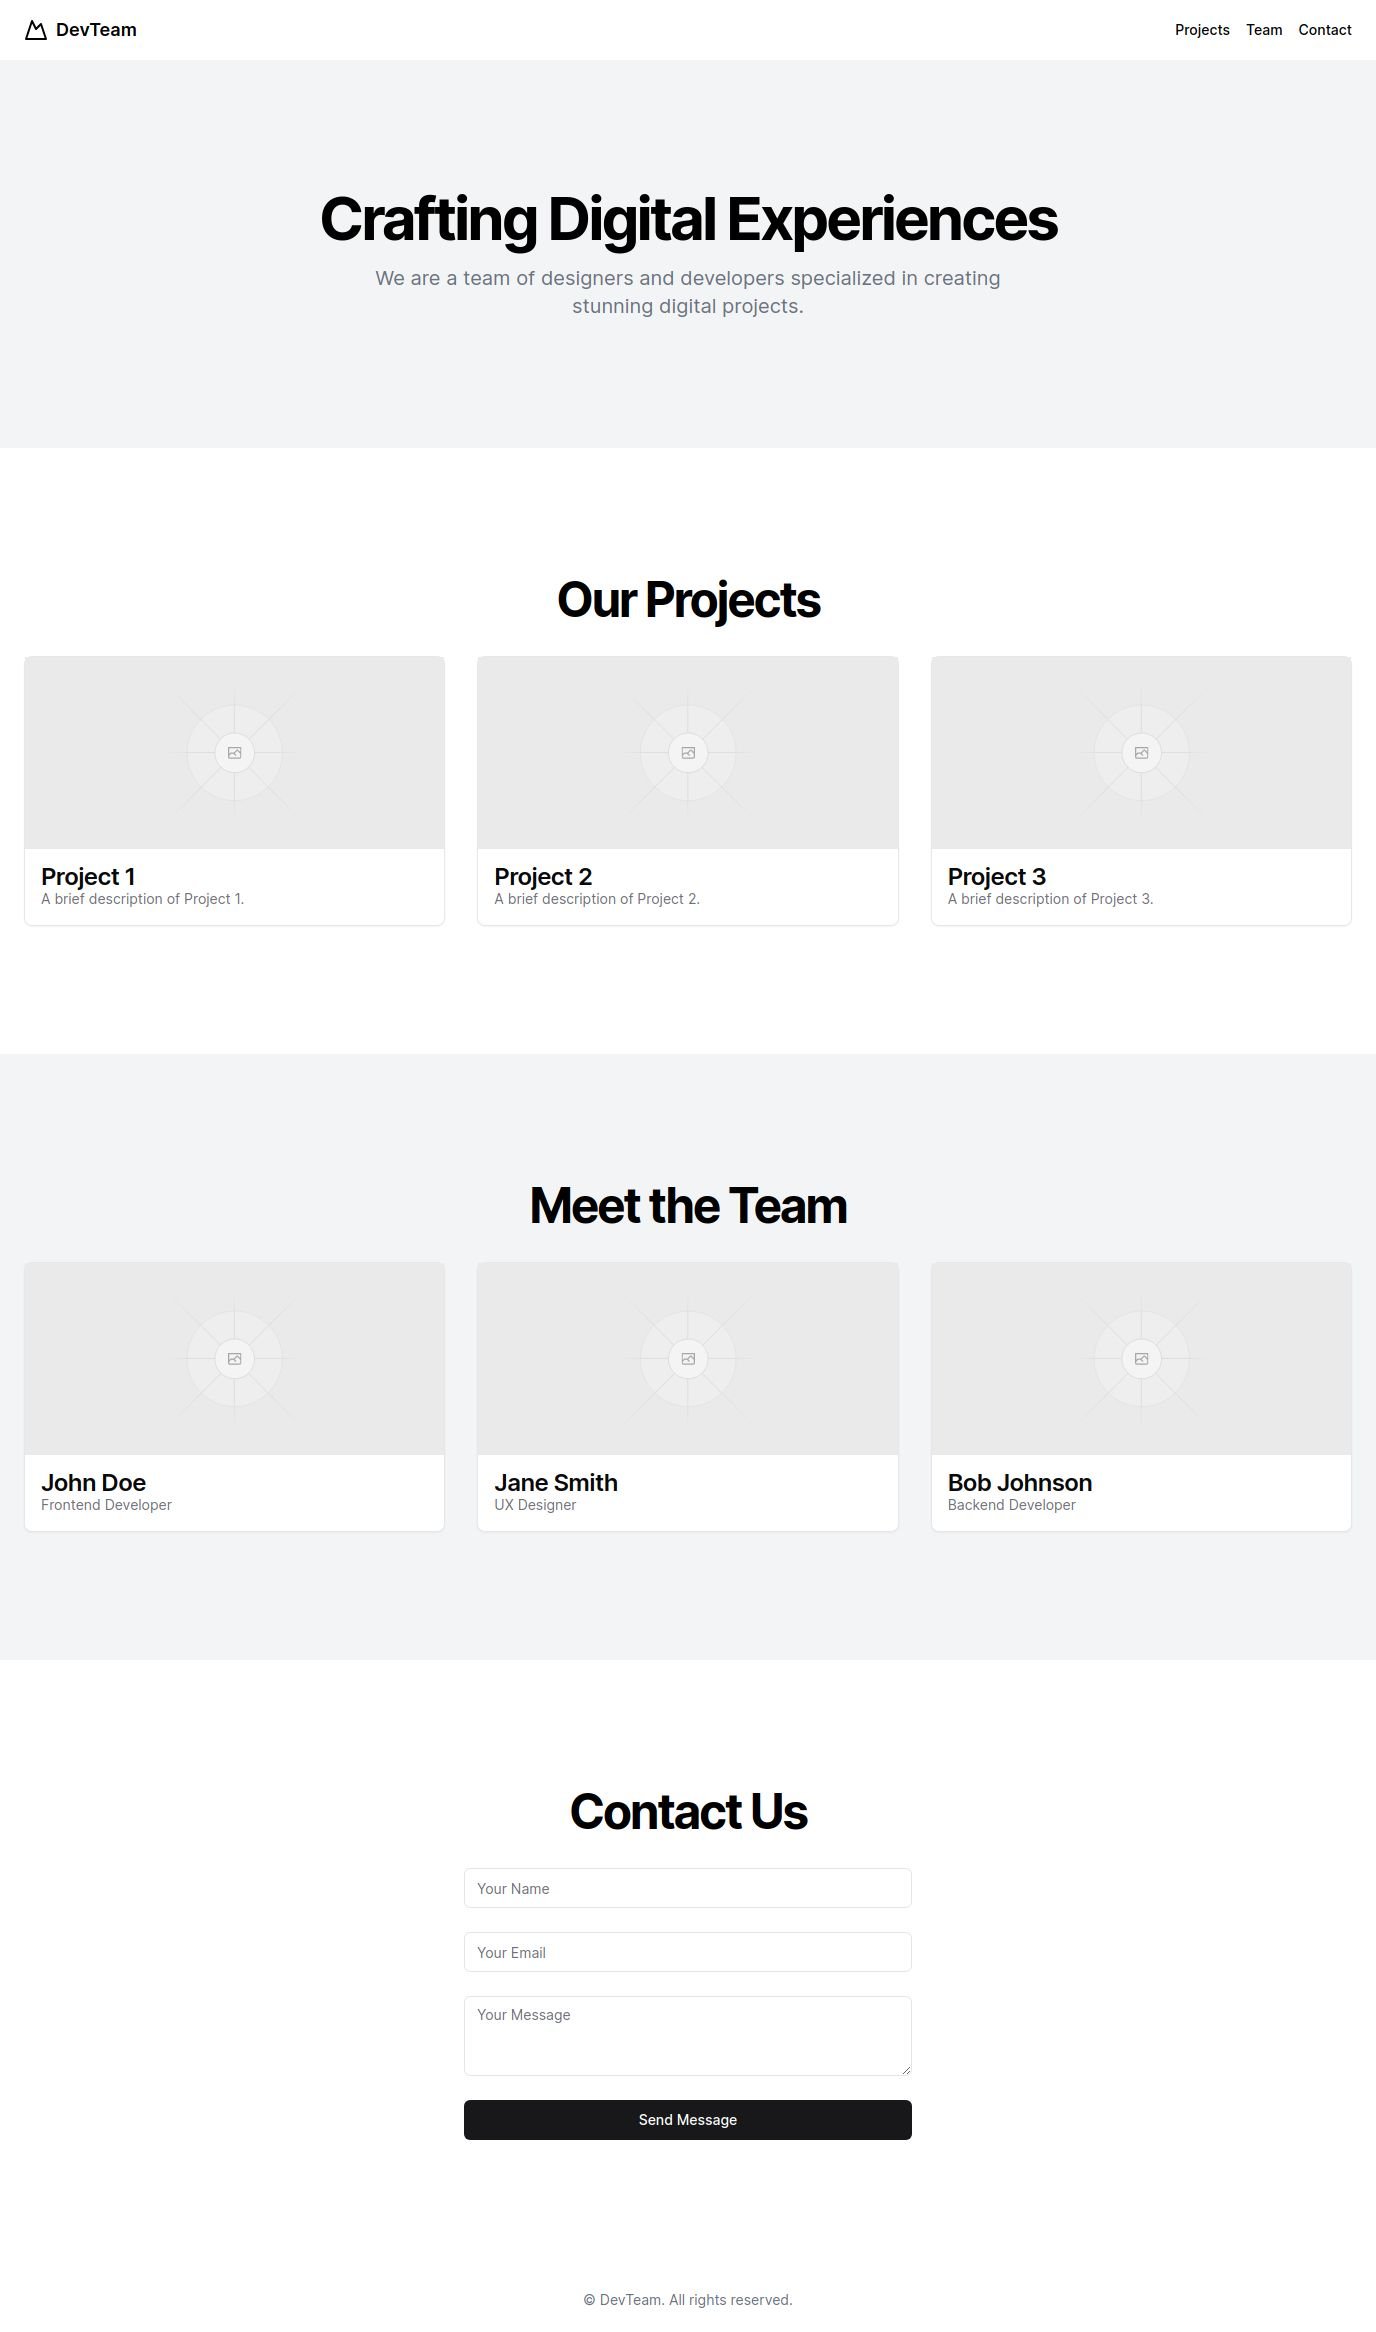 DevTeam
Projects Team Contact
Crafting Digital Experiences
We are a team of designers and developers specialized in creating
stunning digital projects.
Our Projects
Project 1
A brief description of Project 1.
Project 2
A brief description of Project 2.
Project 3
A brief description of Project 3.
Meet the Team
John Doe
Frontend Developer
Jane Smith
UX Designer
Bob Johnson
Backend Developer
Contact Us
Your Name
Your Email
Your Message
Send Message
© DevTeam. All rights reserved.